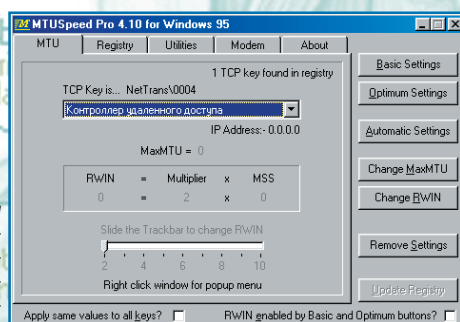 MTUSpeed Pro 4.10 for Windows 95
MTU Registry Utilities Modem About
1 TCP key found in registry
TCP Key is... NetTrans\0004
Контроллер удаленного доступа
IP Address:- 0.0.0.0
MaxMTU = 0
RWIN = Multiplier x MSS
0 = 2 x 0
Slide the Trackbar to change RWIN
2 4 6 8 10
Right click window for popup menu
Basic Settings
Optimum Settings
Automatic Settings
Change MaxMTU
Change RWIN
Remove Settings
Update Registry
Apply same values to all keys?
RWIN enabled by Basic and Optimum buttons?